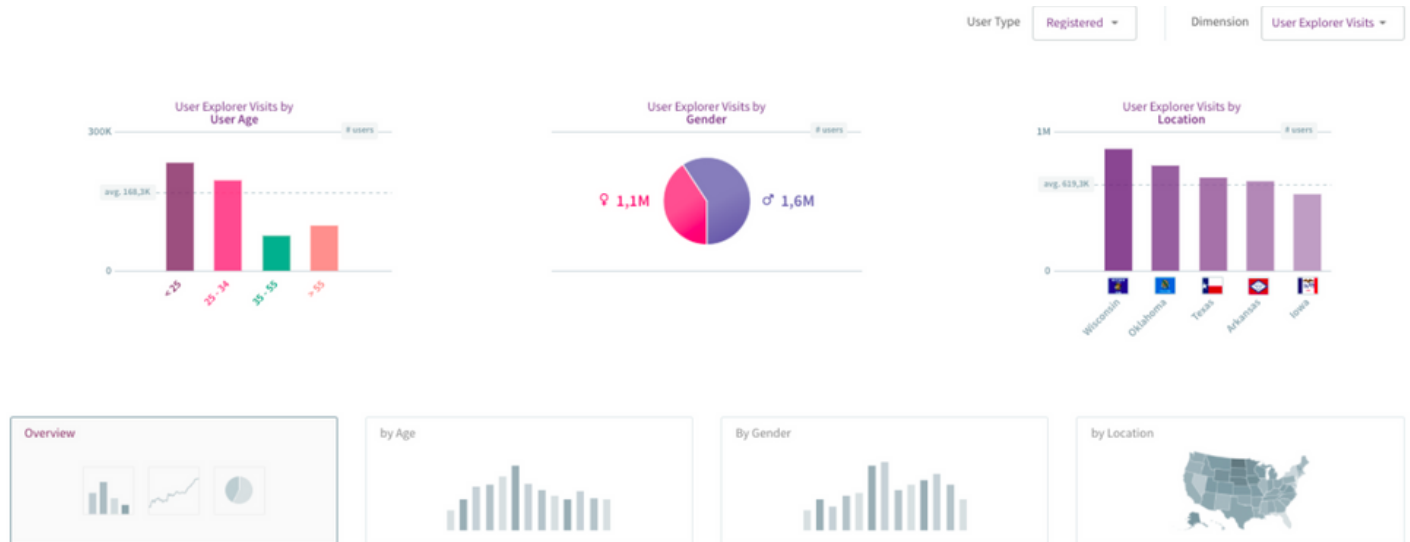 User Type
Registered
Dimension
User Explorer Visits
User Explorer Visits by
User Age
# users
300K
avg. 168,3K
0
< 25
25 - 34
35 - 55
> 55
User Explorer Visits by
Gender
# users
♀ 1,1M
♂ 1,6M
User Explorer Visits by
Location
# users
1M
avg. 619,3K
0
Wisconsin
Oklahoma
Texas
Arkansas
Iowa
Overview
by Age
By Gender
by Location